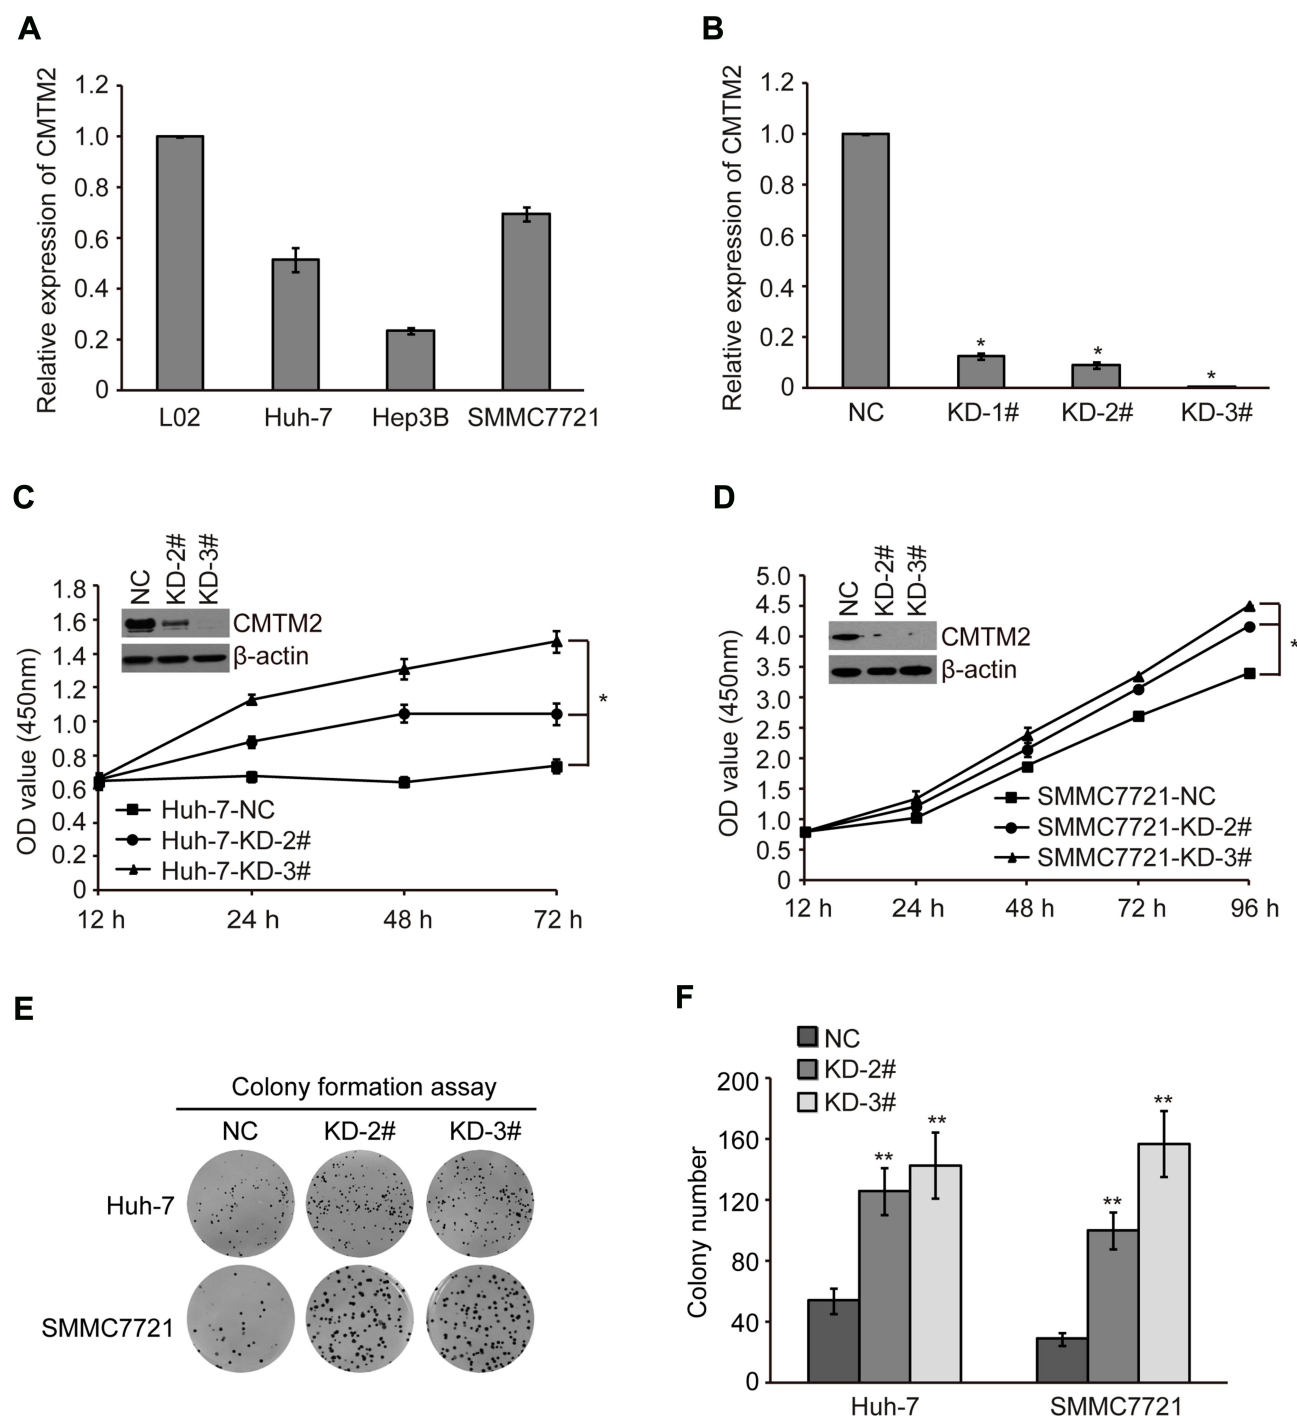 A
Relative expression of CMTM2
1.2
1.0
0.8
0.6
0.4
0.2
0
L02 Huh-7 Hep3B SMMC7721
B
Relative expression of CMTM2
1.2
1.0
0.8
0.6
0.4
0.2
0
* * *
NC KD-1# KD-2# KD-3#
C
OD value (450nm)
1.8
1.6
1.4
1.2
1.0
0.8
0.6
0.4
0.2
0
NC KD-2# KD-3#
CMTM2
β-actin
*
Huh-7-NC
Huh-7-KD-2#
Huh-7-KD-3#
12 h 24 h 48 h 72 h
D
OD value (450nm)
5.0
4.5
4.0
3.5
3.0
2.5
2.0
1.5
1.0
0.5
0
NC KD-2# KD-3#
CMTM2
β-actin
*
SMMC7721-NC
SMMC7721-KD-2#
SMMC7721-KD-3#
12 h 24 h 48 h 72 h 96 h
E
Colony formation assay
NC KD-2# KD-3#
Huh-7
SMMC7721
F
NC
KD-2#
KD-3#
Colony number
200
160
120
80
40
0
** ** ** **
Huh-7 SMMC7721